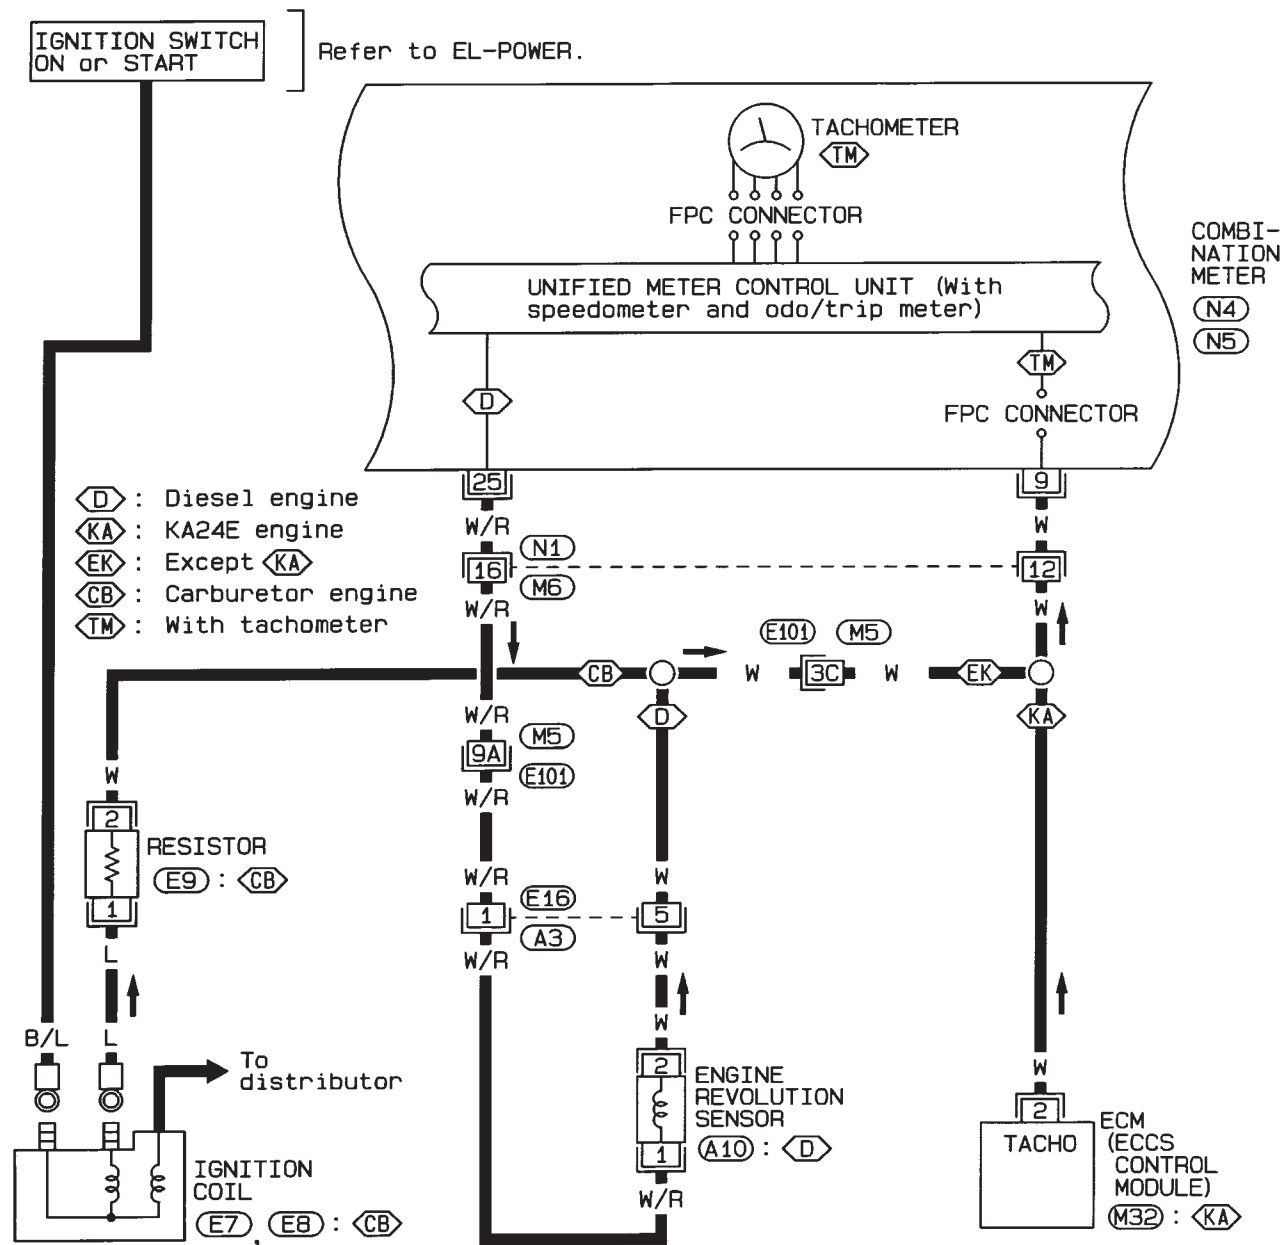 IGNITION SWITCH
ON or START
Refer to EL-POWER.
TACHOMETER
TM
FPC CONNECTOR
UNIFIED METER CONTROL UNIT (With
speedometer and odo/trip meter)
COMBI-
NATION
METER
N4
N5
TM
D
FPC CONNECTOR
25
9
D : Diesel engine
KA : KA24E engine
EK : Except KA
CB : Carburetor engine
TM : With tachometer
W/R
W
N1
16
12
M6
W/R
W
E101 M5
CB
W
3C
W
EK
W/R
D
KA
M5
9A
E101
W
W/R
2
RESISTOR
E9 : CB
1
W/R
W
E16
1
5
A3
L
W/R
W
W
B/L
L
To
distributor
W
2
ENGINE
REVOLUTION
SENSOR
1
A10 : D
W/R
2
TACHO
ECM
(ECCS
CONTROL
MODULE)
M32 : KA
IGNITION
COIL
E7 , E8 : CB